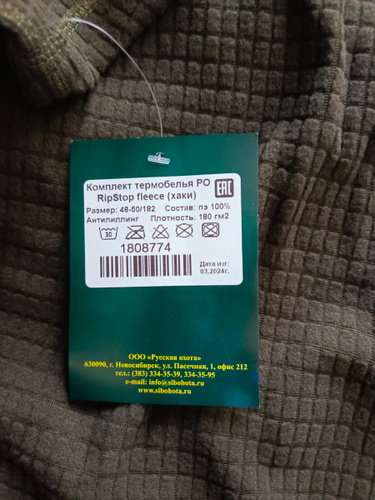 Комплект термобелья РО
RipStop fleece (хаки)
Размер: 48-50/182 Состав: пэ 100%
Антипиллинг Плотность: 180 гм2
30
1808774
Дата изг:
03.2024г.
ООО «Русская охота»
630090, г. Новосибирск, ул. Пасечная, 1, офис 212
тел.: (383) 334-35-39, 334-35-95
e-mail: info@sibohota.ru
www.sibohota.ru